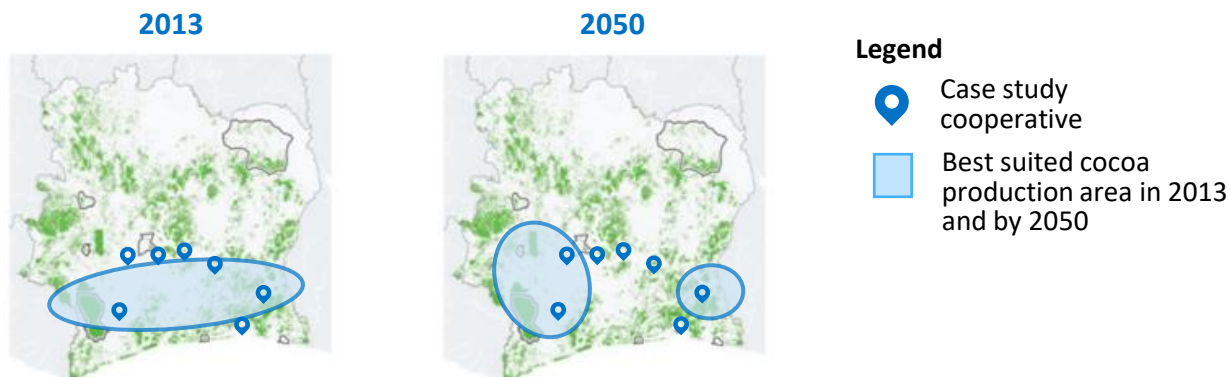 2013
2050
Legend
Case study
cooperative
Best suited cocoa
production area in 2013
and by 2050